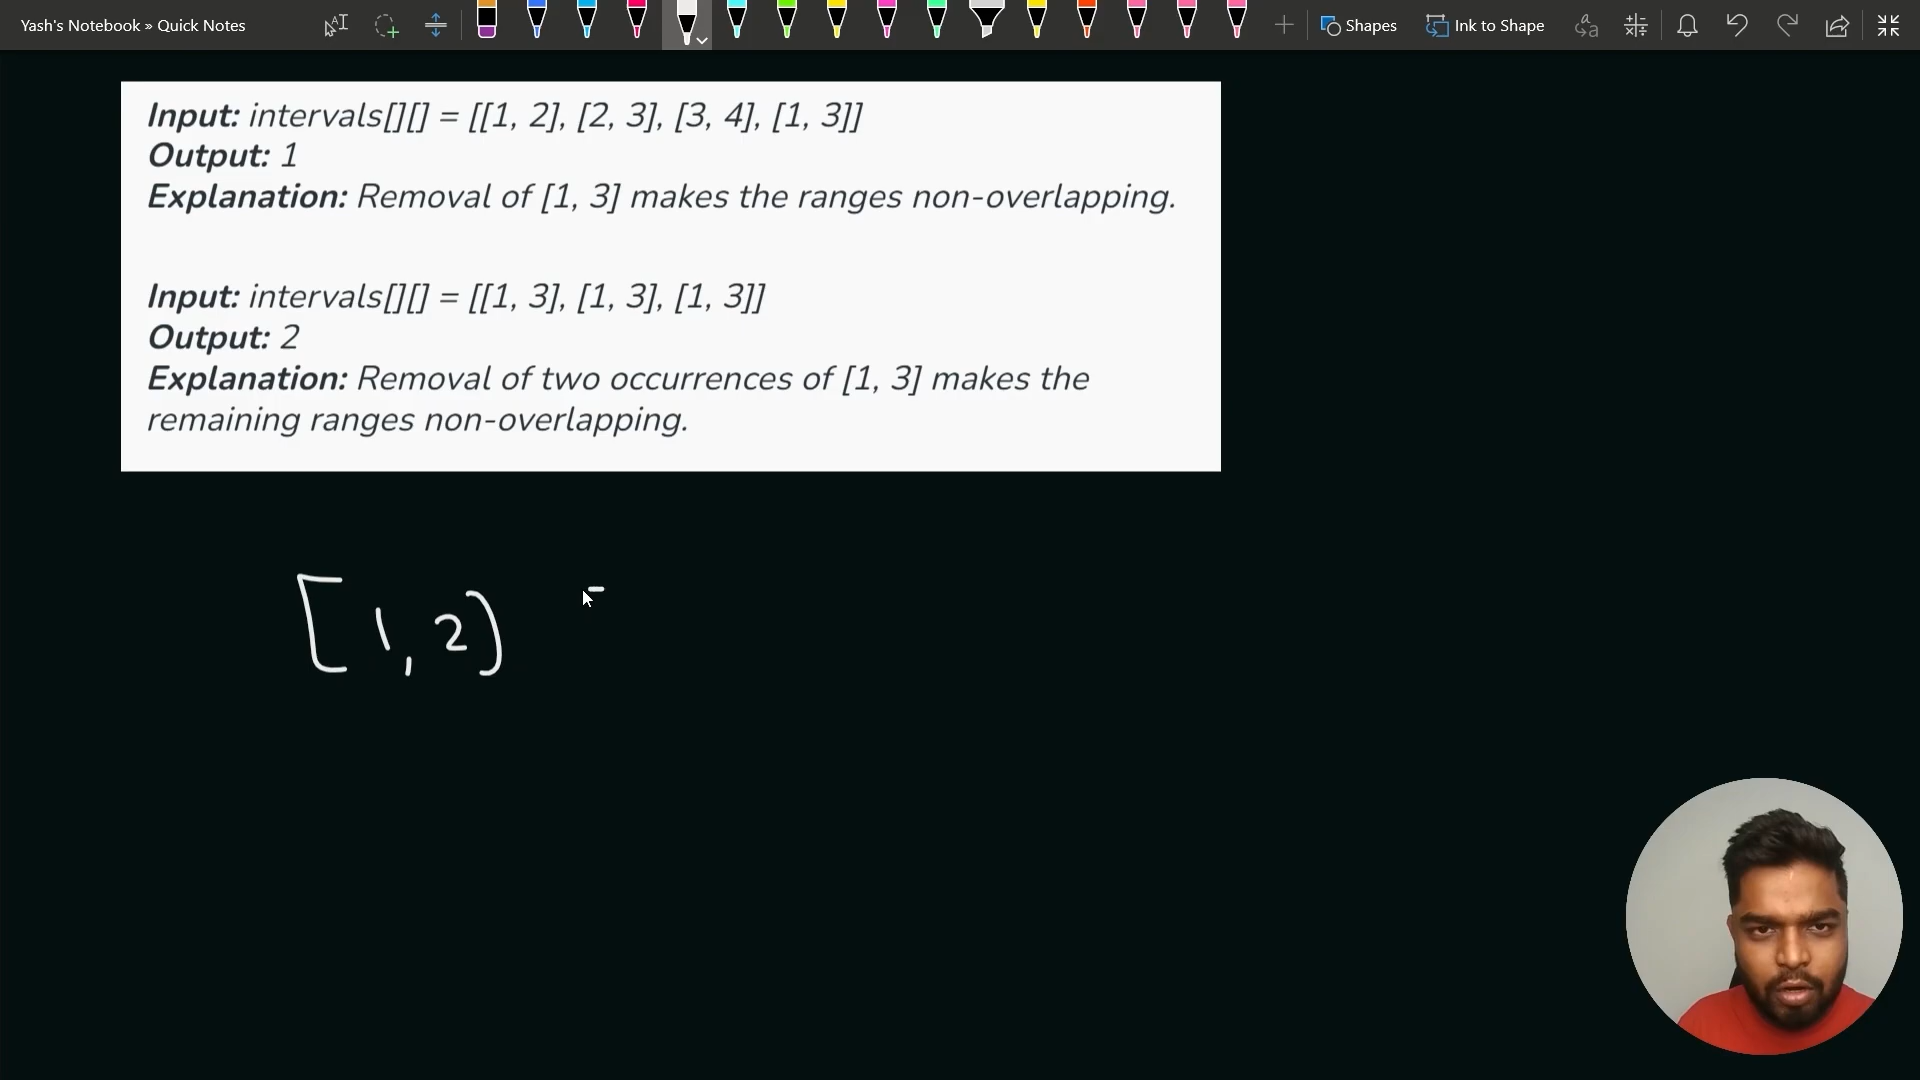 Yash's Notebook » Quick Notes
Shapes
Ink to Shape
Input: intervals[][] = [[1, 2], [2, 3], [3, 4], [1, 3]]
Output: 1
Explanation: Removal of [1, 3] makes the ranges non-overlapping.
Input: intervals[][] = [[1, 3], [1, 3], [1, 3]]
Output: 2
Explanation: Removal of two occurrences of [1, 3] makes the
remaining ranges non-overlapping.
[1, 2)